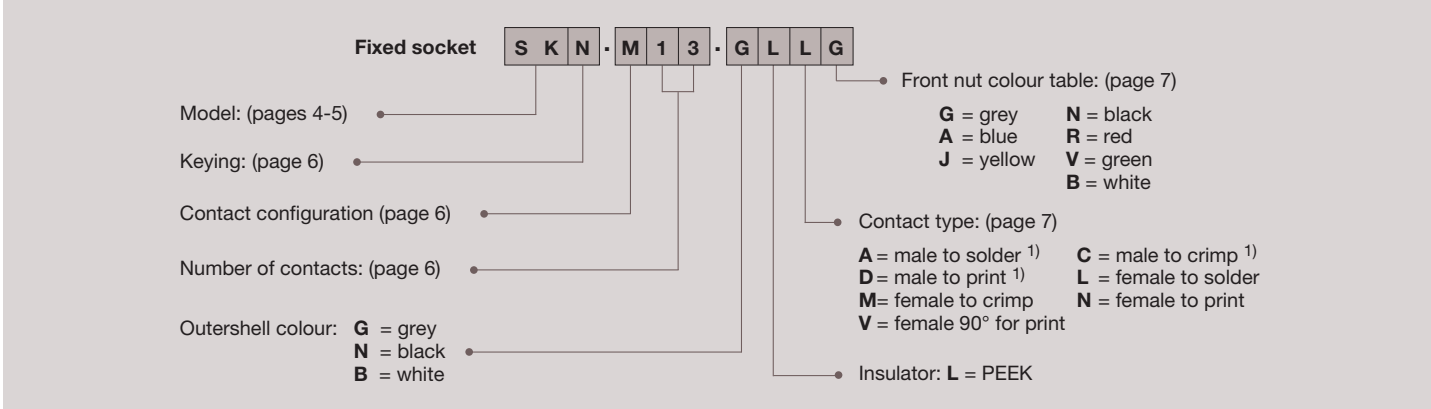 Fixed socket S K N · M 1 3 · G L L G
Model: (pages 4-5)
Keying: (page 6)
Contact configuration (page 6)
Number of contacts: (page 6)
Outershell colour: G = grey
N = black
B = white
Front nut colour table: (page 7)
G = grey N = black
A = blue R = red
J = yellow V = green
B = white
Contact type: (page 7)
A = male to solder 1) C = male to crimp 1)
D = male to print 1) L = female to solder
M= female to crimp N = female to print
V = female 90° for print
Insulator: L = PEEK